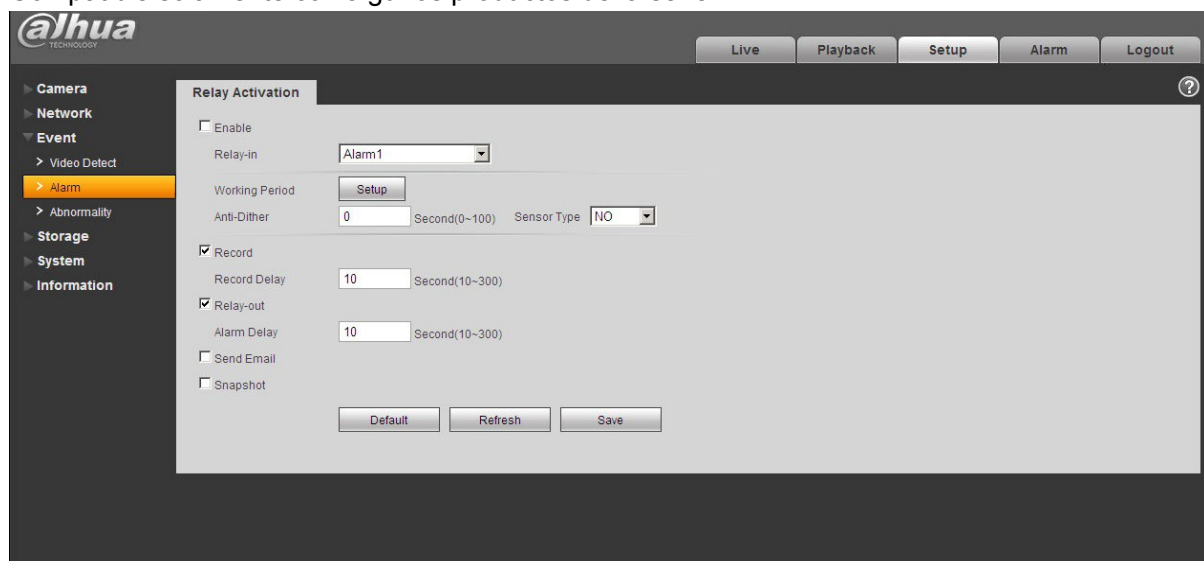 alhua
TECHNOLOGY
Live Playback Setup Alarm Logout
Camera
Network
Event
> Video Detect
> Alarm
> Abnormality
Storage
System
Information
Relay Activation
?
Enable
Relay-in Alarm1
Working Period Setup
Anti-Dither 0 Second(0~100) Sensor Type NO
Record
Record Delay 10 Second(10~300)
Relay-out
Alarm Delay 10 Second(10~300)
Send Email
Snapshot
Default Refresh Save